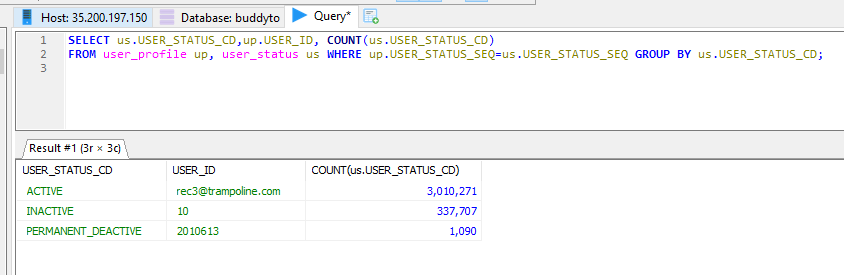 Host: 35.200.197.150 Database: buddyto Query*
1 SELECT us.USER_STATUS_CD,up.USER_ID, COUNT(us.USER_STATUS_CD)
2 FROM user_profile up, user_status us WHERE up.USER_STATUS_SEQ=us.USER_STATUS_SEQ GROUP BY us.USER_STATUS_CD;
3
Result #1 (3r × 3c)
USER_STATUS_CD USER_ID COUNT(us.USER_STATUS_CD)
ACTIVE rec3@trampoline.com 3,010,271
INACTIVE 10 337,707
PERMANENT_DEACTIVE 2010613 1,090